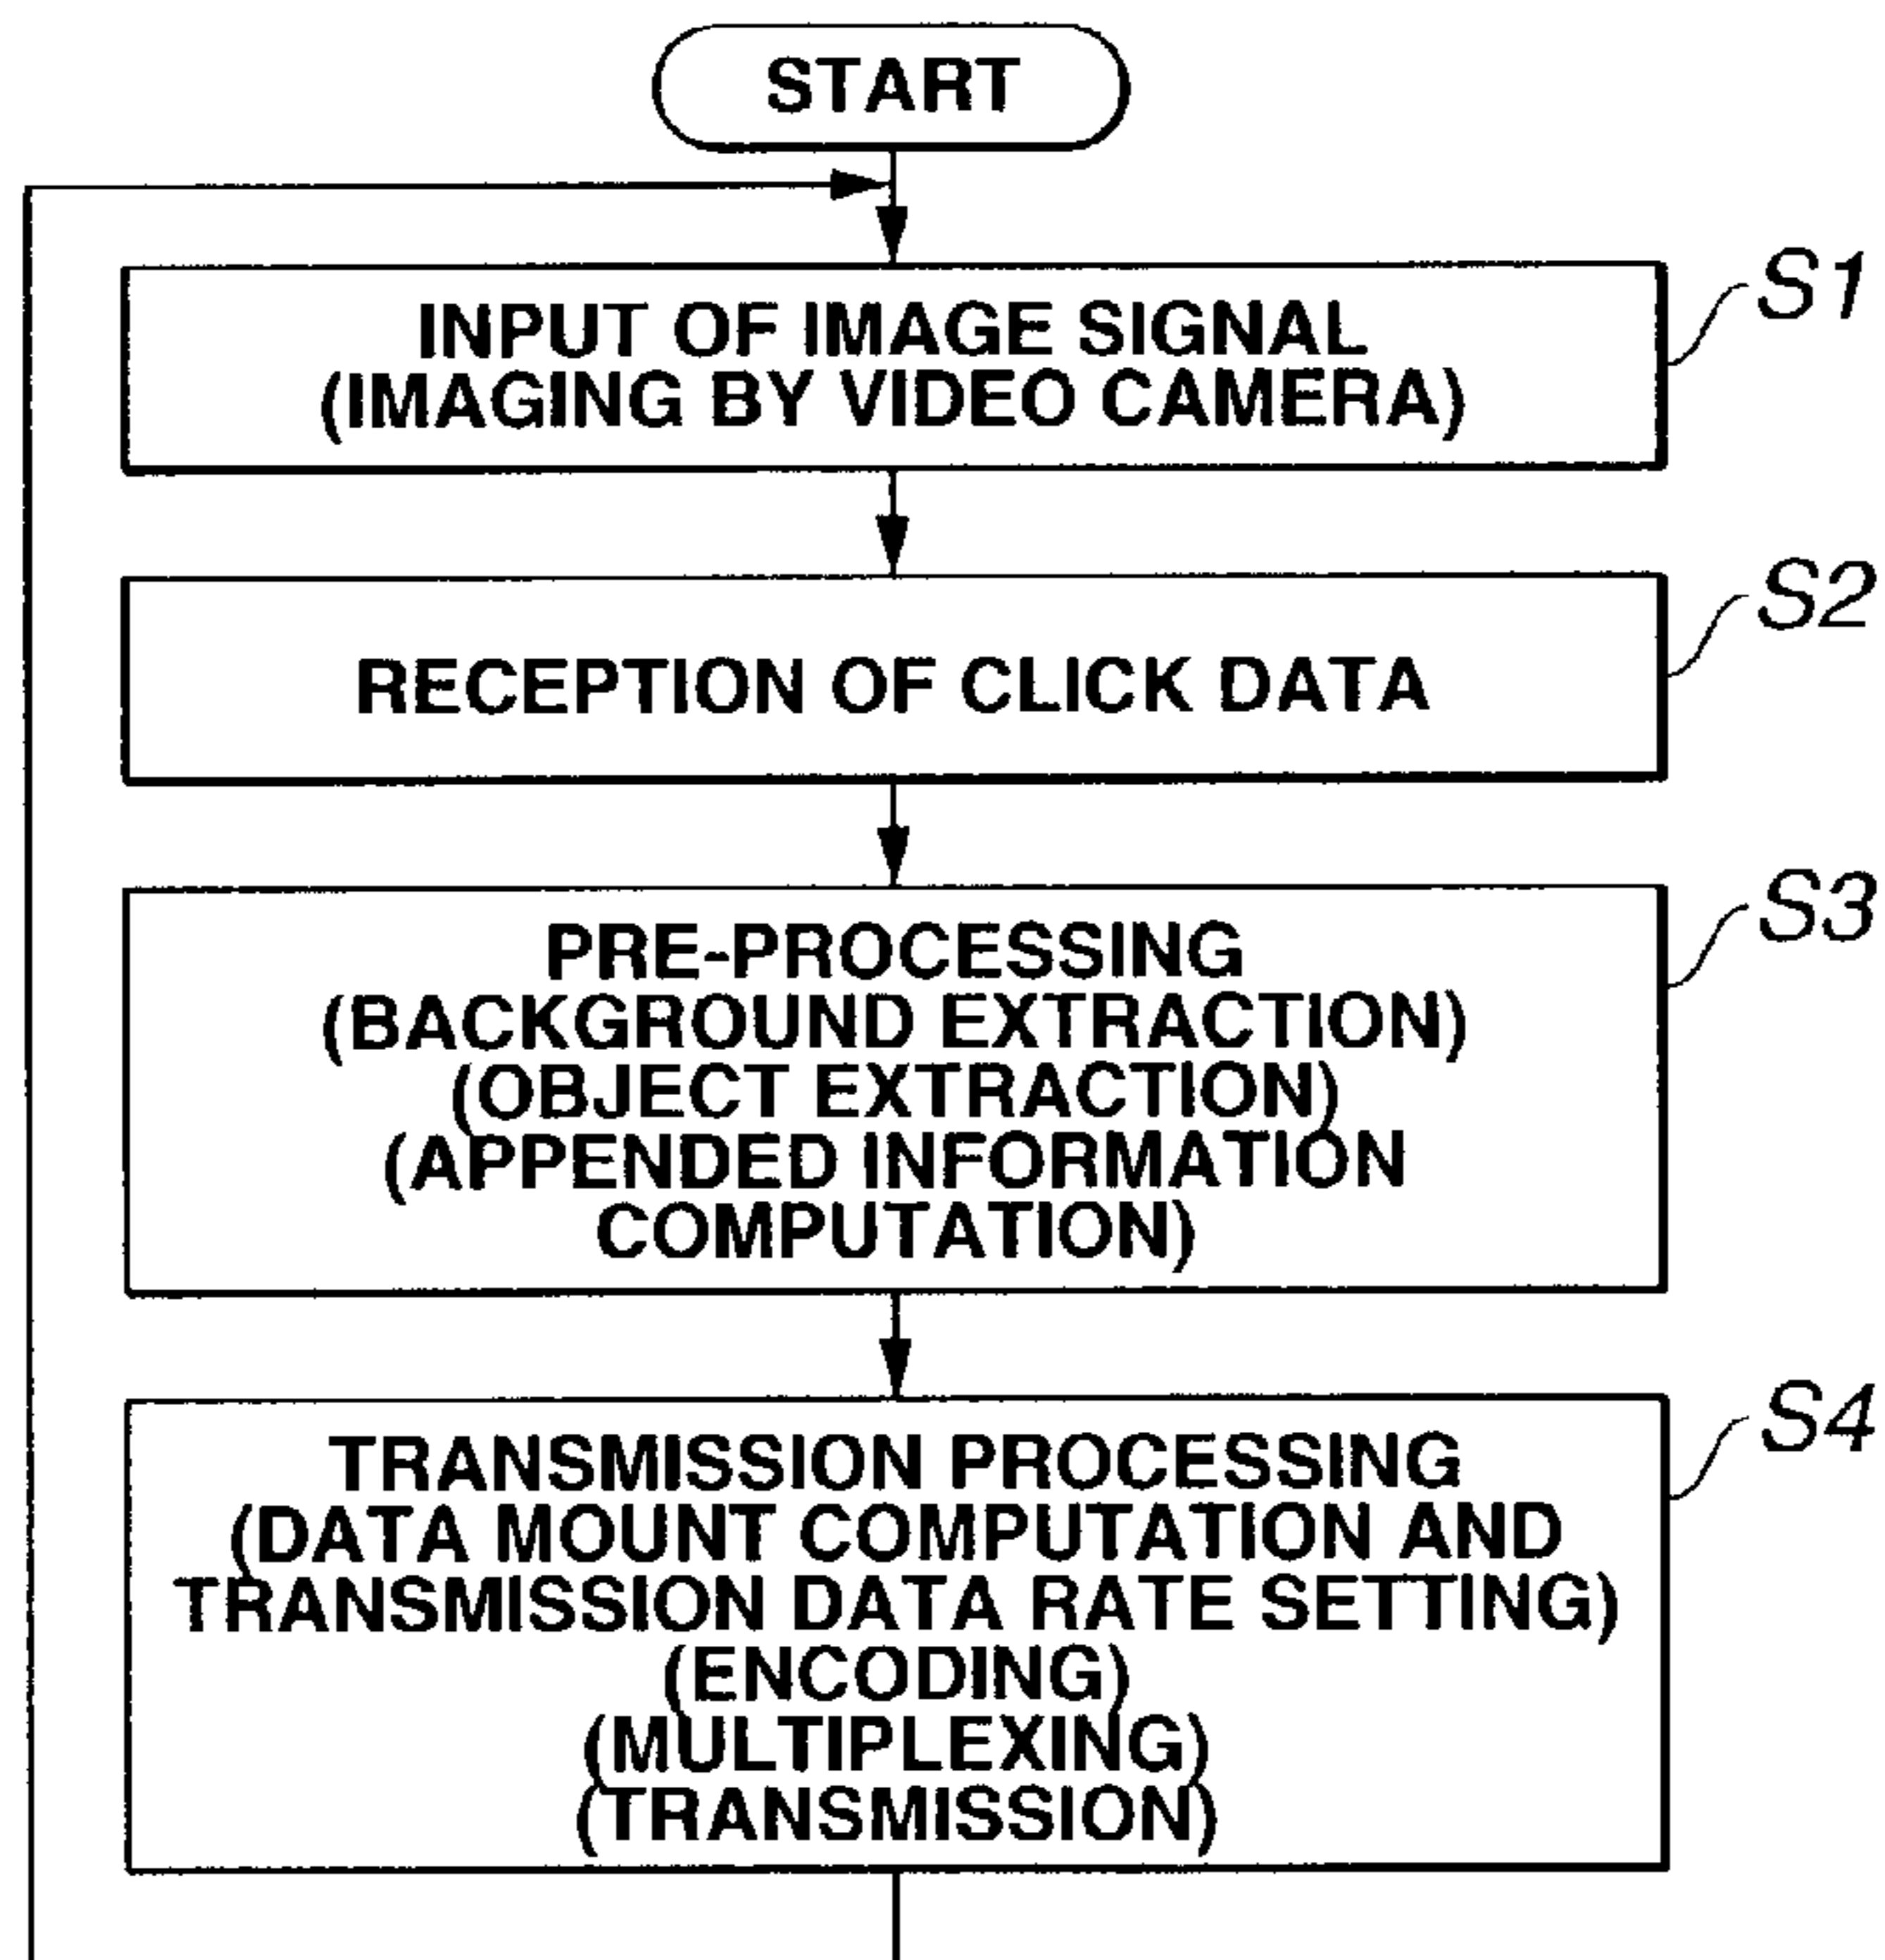 START
INPUT OF IMAGE SIGNAL
(IMAGING BY VIDEO CAMERA)
S1
RECEPTION OF CLICK DATA
S2
PRE-PROCESSING
(BACKGROUND EXTRACTION)
(OBJECT EXTRACTION)
(APPENDED INFORMATION
COMPUTATION)
S3
TRANSMISSION PROCESSING
(DATA MOUNT COMPUTATION AND
TRANSMISSION DATA RATE SETTING)
(ENCODING)
(MULTIPLEXING)
(TRANSMISSION)
S4